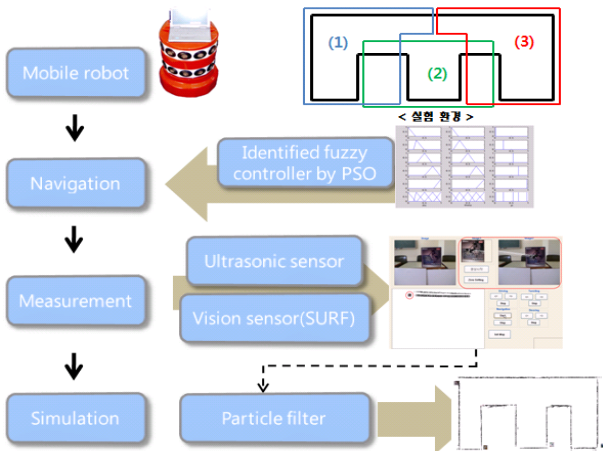 Mobile robot
(1)
(2)
(3)
< 실험 환경 >
Identified fuzzy
controller by PSO
Navigation
Ultrasonic sensor
Measurement
Vision sensor(SURF)
Simulation
Particle filter